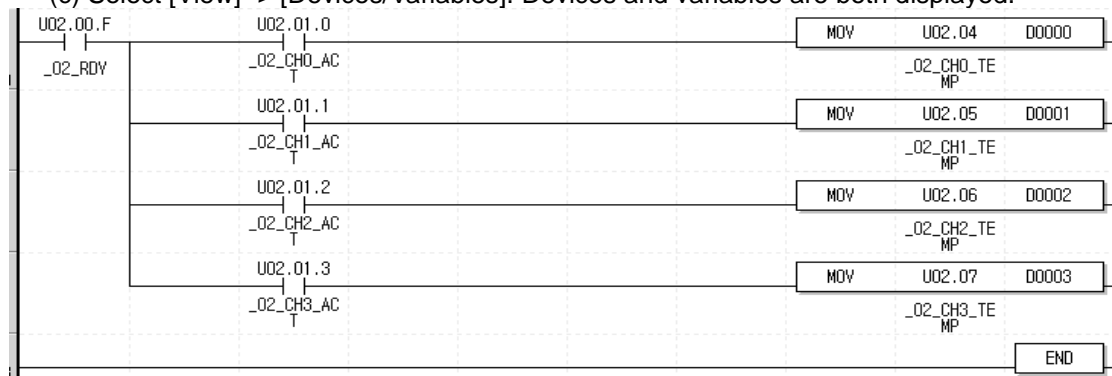 (3) Select [View] -> [Devices/Variables]. Devices and variables are both displayed.
U02.00.F U02.01.0 MOV U02.04 D0000
_02_RDY _02_CH0_AC
T _02_CH0_TE
MP
U02.01.1 MOV U02.05 D0001
_02_CH1_AC
T _02_CH1_TE
MP
U02.01.2 MOV U02.06 D0002
_02_CH2_AC
T _02_CH2_TE
MP
U02.01.3 MOV U02.07 D0003
_02_CH3_AC
T _02_CH3_TE
MP
END